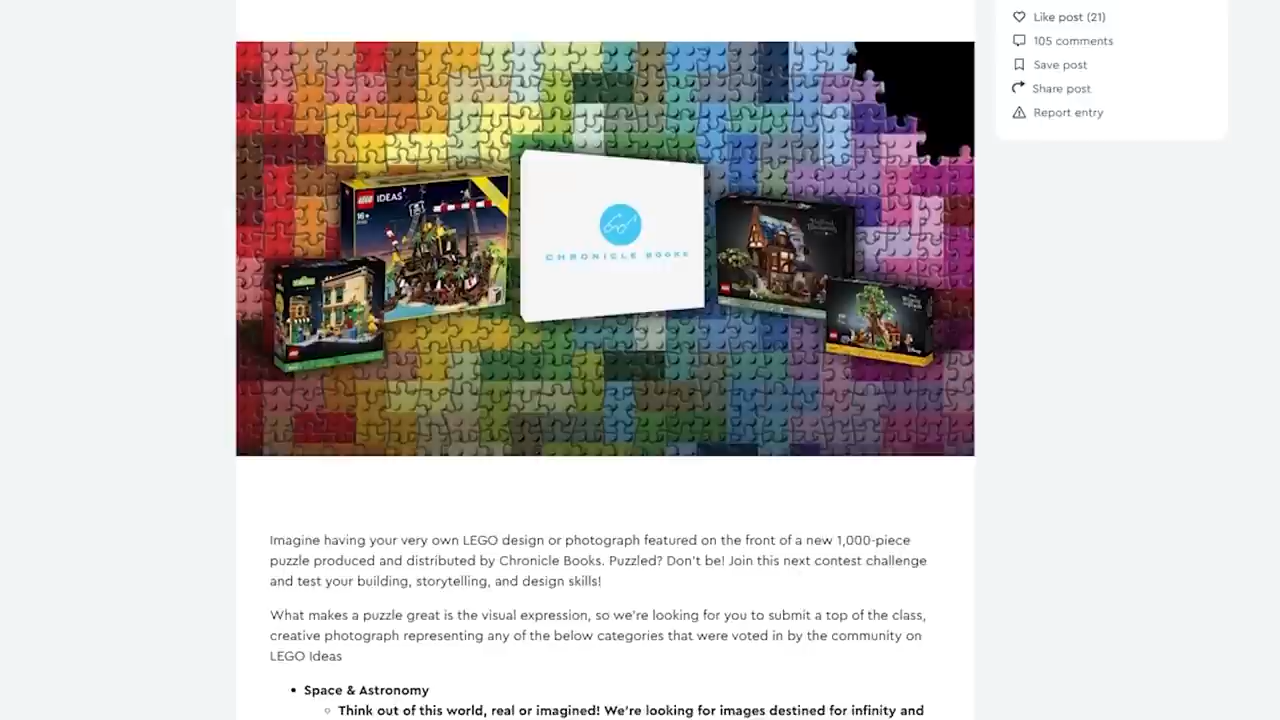 Like post (21)
105 comments
Save post
Share post
Report entry
LEGO IDEAS
16+
CHRONICLE BOOKS
Imagine having your very own LEGO design or photograph featured on the front of a new 1,000-piece
puzzle produced and distributed by Chronicle Books. Puzzled? Don't be! Join this next contest challenge
and test your building, storytelling, and design skills!
What makes a puzzle great is the visual expression, so we're looking for you to submit a top of the class,
creative photograph representing any of the below categories that were voted in by the community on
LEGO Ideas
• Space & Astronomy
◦ Think out of this world, real or imagined! We're looking for images destined for infinity and